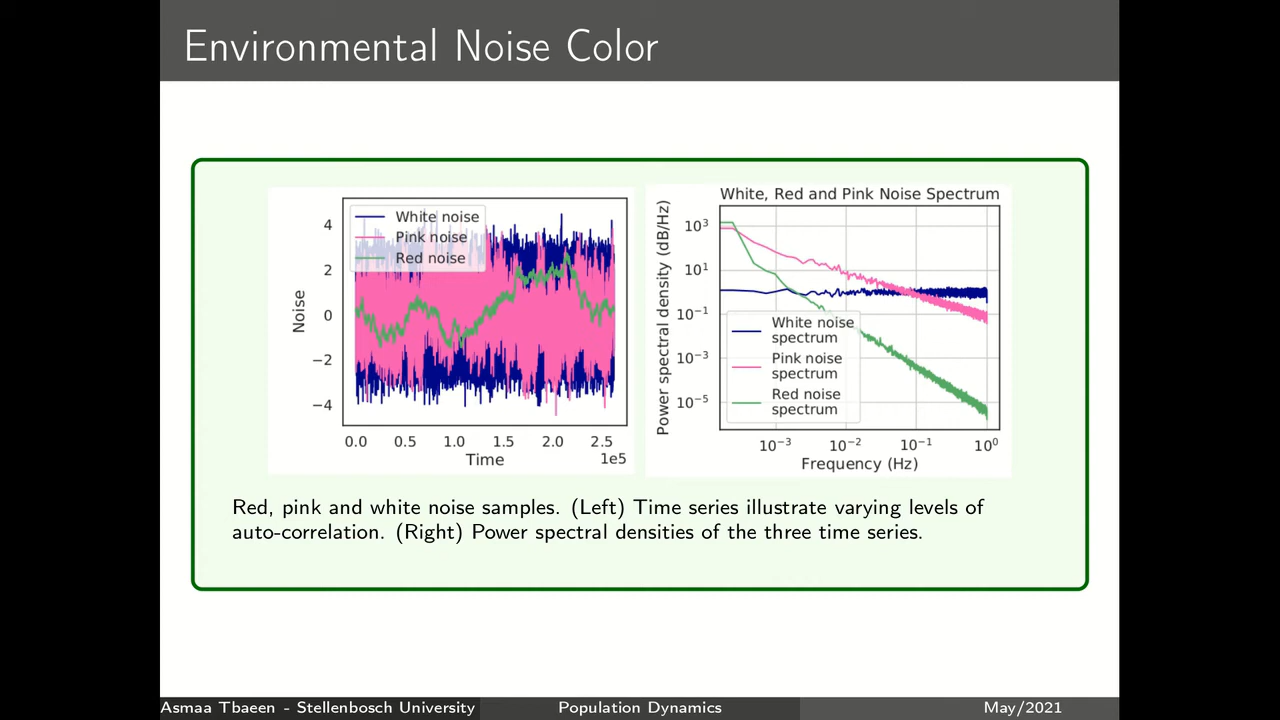 Environmental Noise Color
White noise
Pink noise
Red noise
4
2
0
−2
−4
Noise
0.0 0.5 1.0 1.5 2.0 2.5
1e5
Time
White, Red and Pink Noise Spectrum
Power spectral density (dB/Hz)
10³
10¹
10⁻¹
10⁻³
10⁻⁵
White noise
spectrum
Pink noise
spectrum
Red noise
spectrum
10⁻³ 10⁻² 10⁻¹ 10⁰
Frequency (Hz)
Red, pink and white noise samples. (Left) Time series illustrate varying levels of
auto-correlation. (Right) Power spectral densities of the three time series.
Asmaa Tbaeen - Stellenbosch University Population Dynamics May/2021